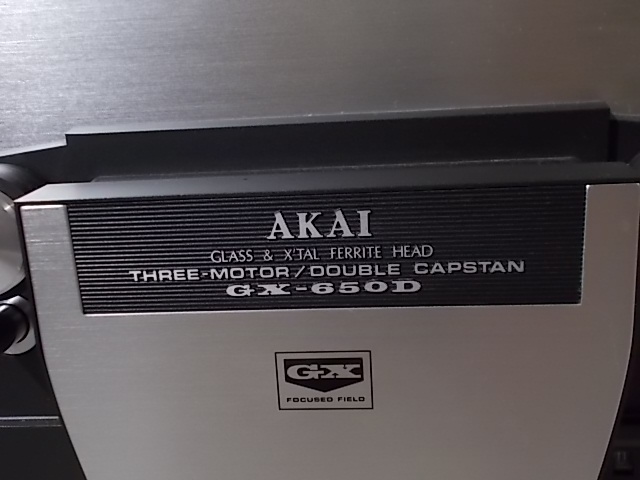 AKAI
GLASS & X'TAL FERRITE HEAD
THREE-MOTOR/DOUBLE CAPSTAN
GX-650D
GX
FOCUSED FIELD